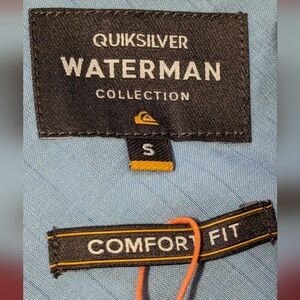 QUIKSILVER
WATERMAN
COLLECTION
S
COMFORT FIT